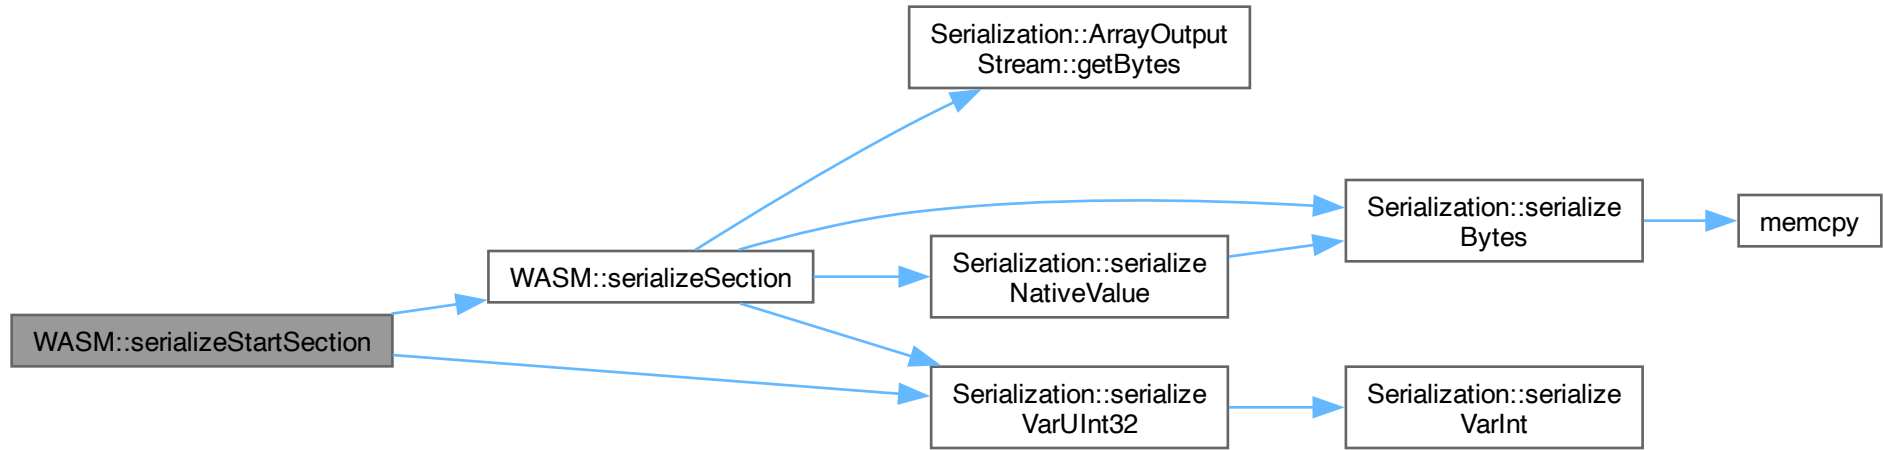 Serialization::ArrayOutput
Stream::getBytes
Serialization::serialize
Bytes
memcpy
WASM::serializeSection
Serialization::serialize
NativeValue
WASM::serializeStartSection
Serialization::serialize
VarUInt32
Serialization::serialize
VarInt